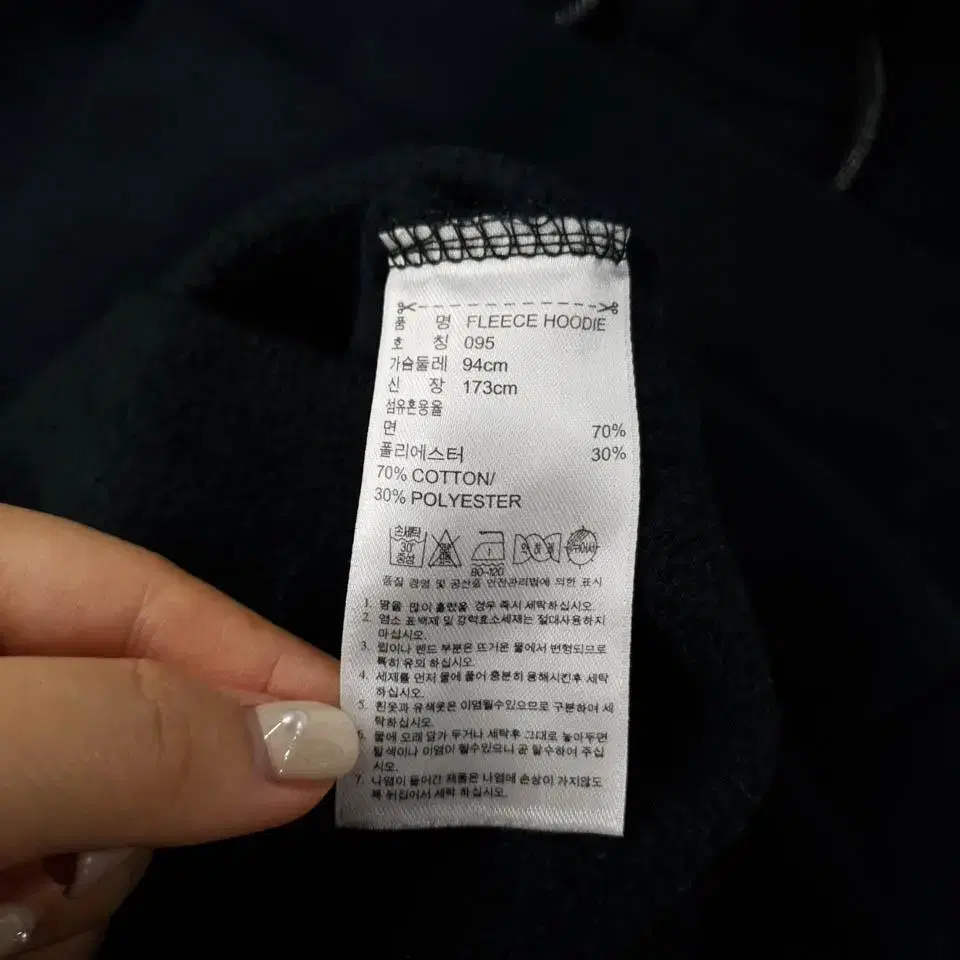 품 명 FLEECE HOODIE
호 칭 095
가슴둘레 94cm
신 장 173cm
섬유혼용율
면 70%
폴리에스터 30%
70% COTTON/
30% POLYESTER
손세탁
30°
중성
80-120
품질 경영 및 공산품 안전관리법에 의한 표시
1. 땀을 많이 흘렸을 경우 즉시 세탁하십시오.
2. 염소 표백제 및 강력효소세제는 절대사용하지
마십시오.
3. 립이나 밴드 부분은 뜨거운 물에서 변형되므로
특히 유의 하십시오.
4. 세제를 먼저 물에 풀어 충분히 용해시킨후 세탁
하십시오.
5. 흰옷과 유색옷은 이염될수있으므로 구분하여 세
탁하십시오.
6. 물에 오래 담가 두거나 세탁후 그대로 놓아두면
탈색이나 이염이 될수있으니 곧 탈수하여 주십
시오.
7. 나염이 들어간 제품은 나염에 손상이 가지않도
록 뒤집어서 세탁 하십시오.